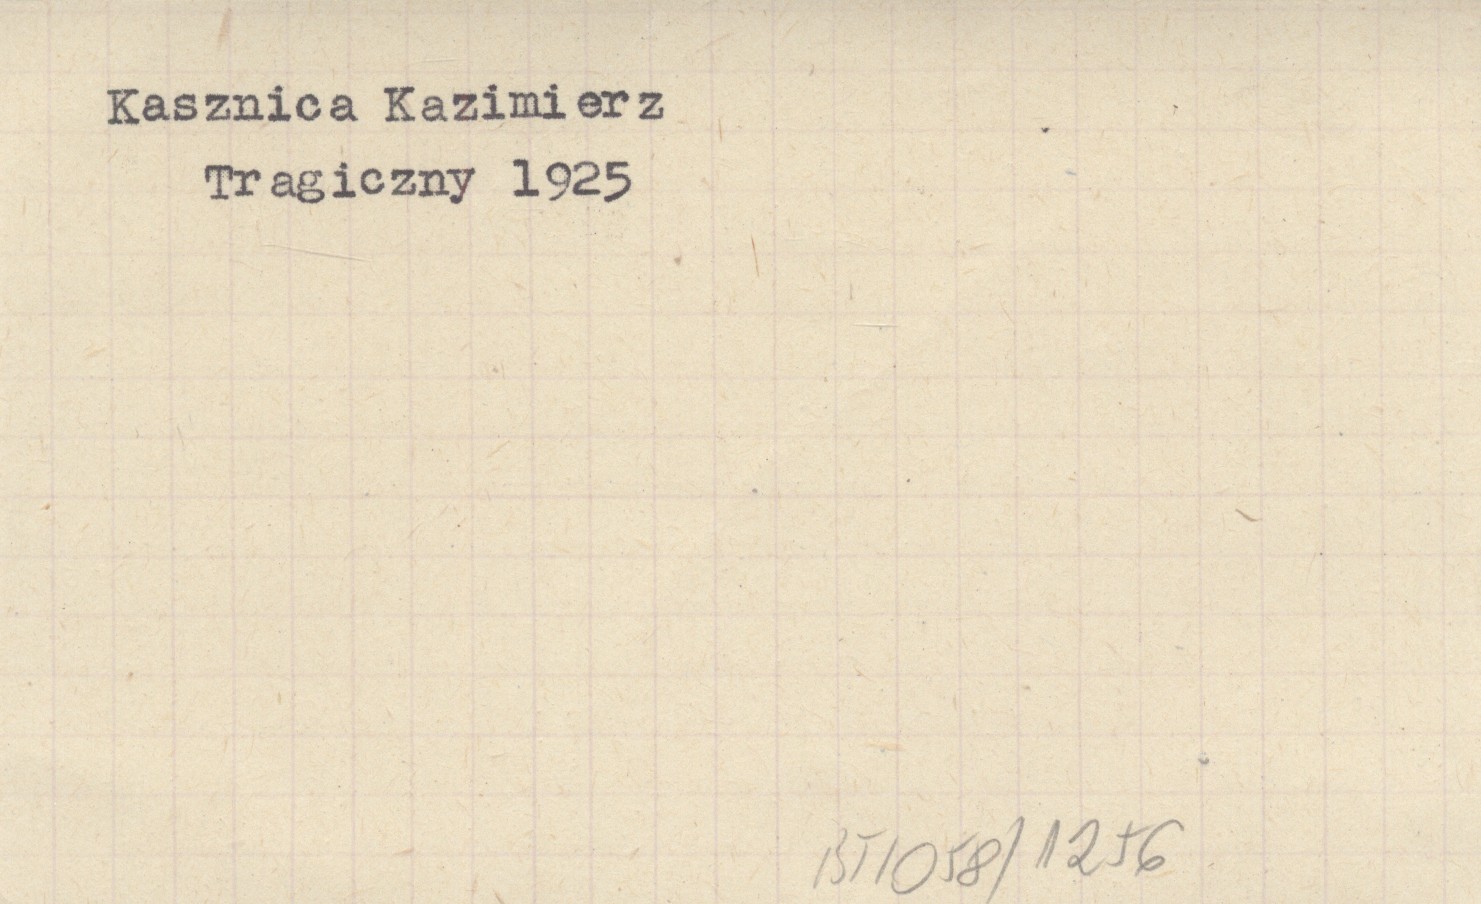 Kasznica Kazimierz
Tragiczny 1925
BT1058/1256